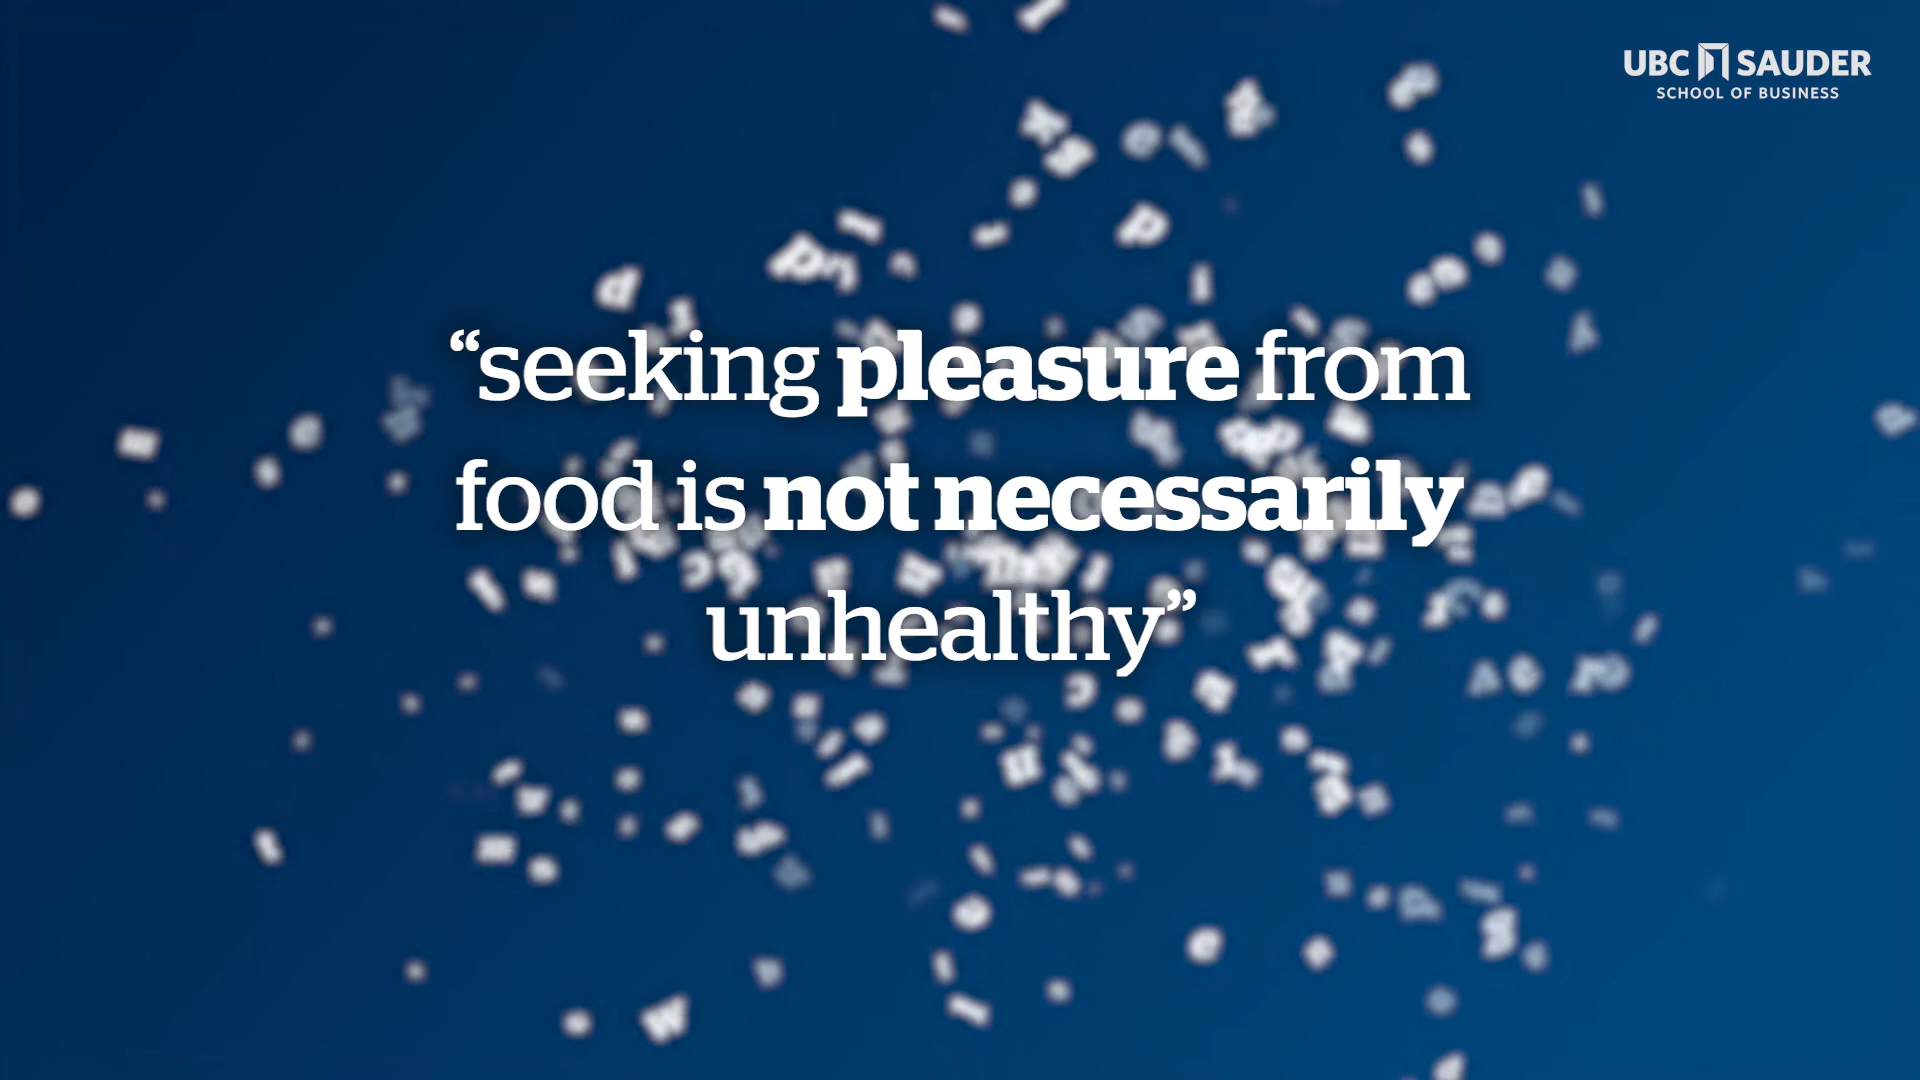 UBC SAUDER
SCHOOL OF BUSINESS
“seeking pleasure from
food is not necessarily
unhealthy”